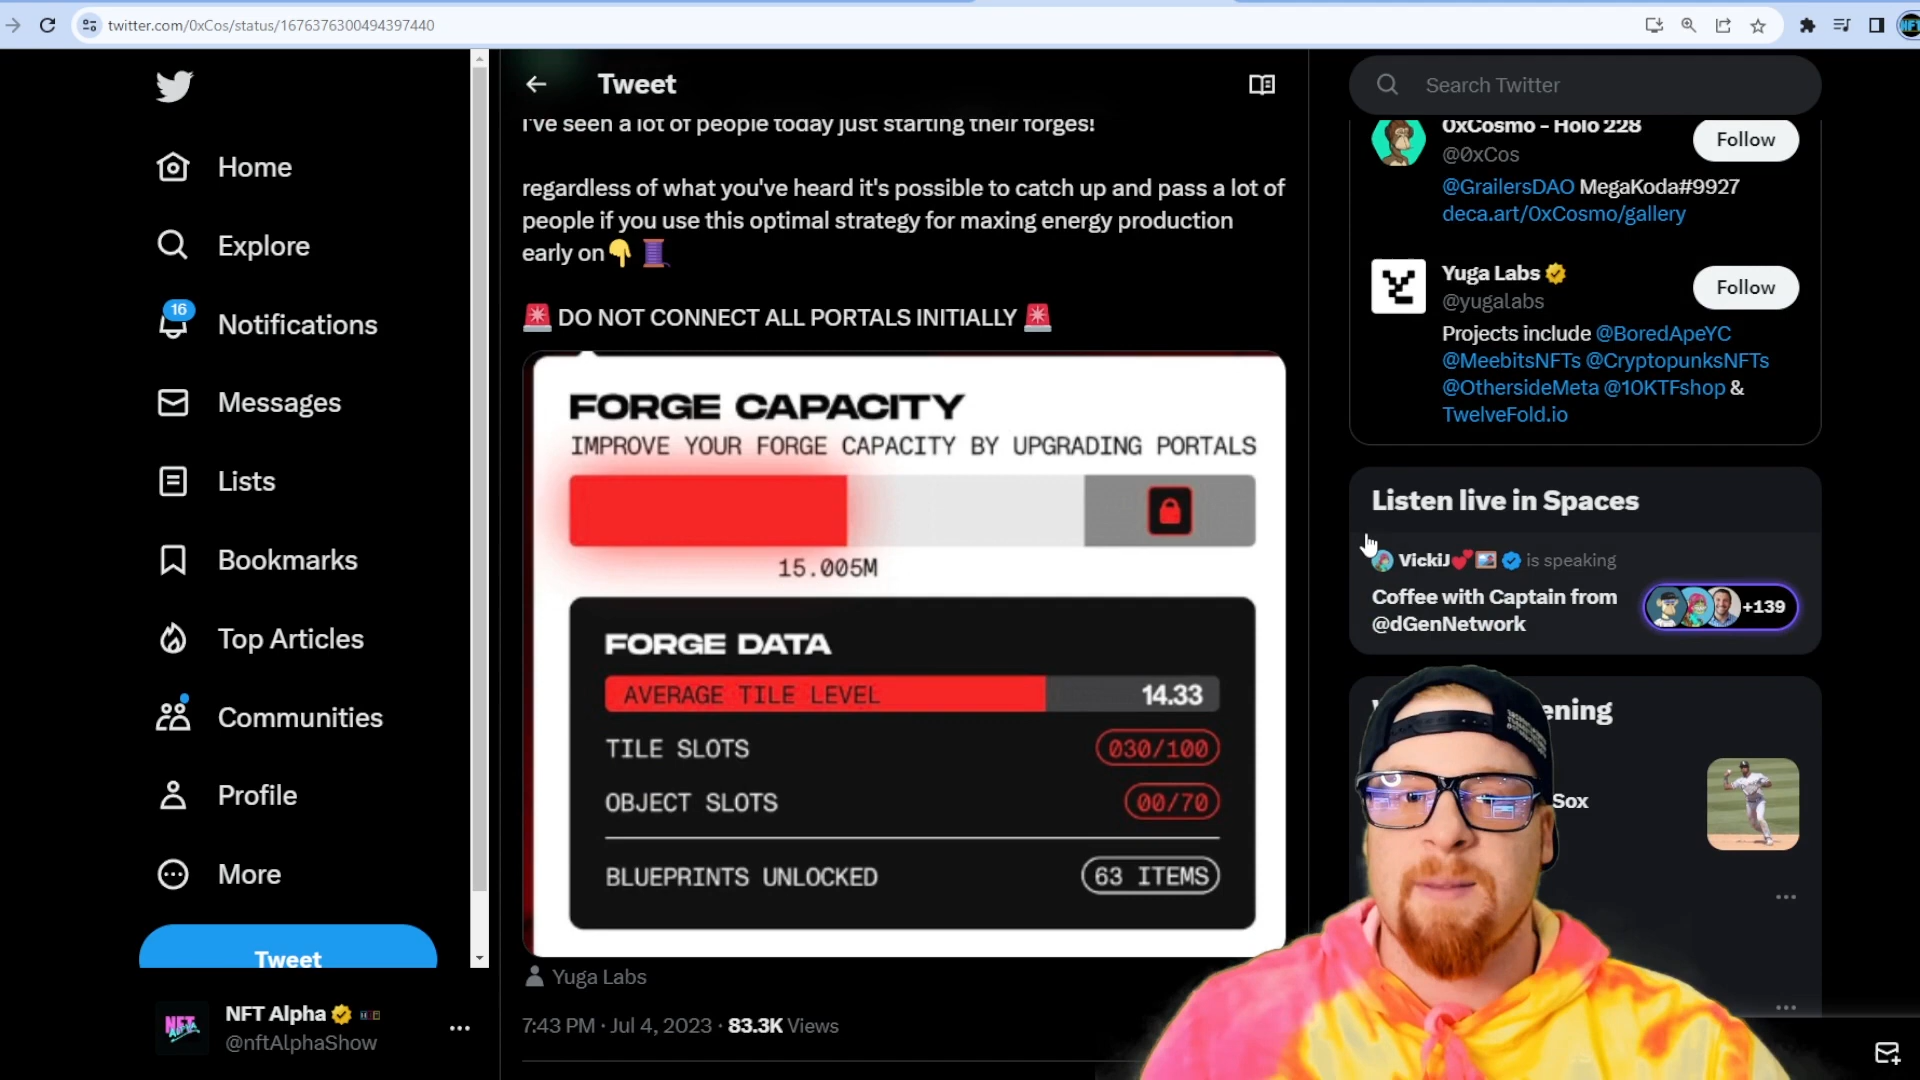 twitter.com/0xCos/status/1676376300494397440
Home
Explore
16
Notifications
Messages
Lists
Bookmarks
Top Articles
Communities
Profile
More
Tweet
NFT Alpha
@nftAlphaShow
Tweet
I've seen a lot of people today just starting their forges!
regardless of what you've heard it's possible to catch up and pass a lot of
people if you use this optimal strategy for maxing energy production
early on
DO NOT CONNECT ALL PORTALS INITIALLY
FORGE CAPACITY
IMPROVE YOUR FORGE CAPACITY BY UPGRADING PORTALS
15.005M
FORGE DATA
AVERAGE TILE LEVEL 14.33
TILE SLOTS 030/100
OBJECT SLOTS 00/70
BLUEPRINTS UNLOCKED 63 ITEMS
Yuga Labs
7:43 PM · Jul 4, 2023 · 83.3K Views
Search Twitter
0xCosmo - Holo 228
@0xCos
Follow
@GrailersDAO MegaKoda#9927
deca.art/0xCosmo/gallery
Yuga Labs
@yugalabs
Follow
Projects include @BoredApeYC
@MeebitsNFTs @CryptopunksNFTs
@OthersideMeta @10KTFshop &
TwelveFold.io
Listen live in Spaces
VickiJ is speaking
Coffee with Captain from
@dGenNetwork
+139
ening
Sox